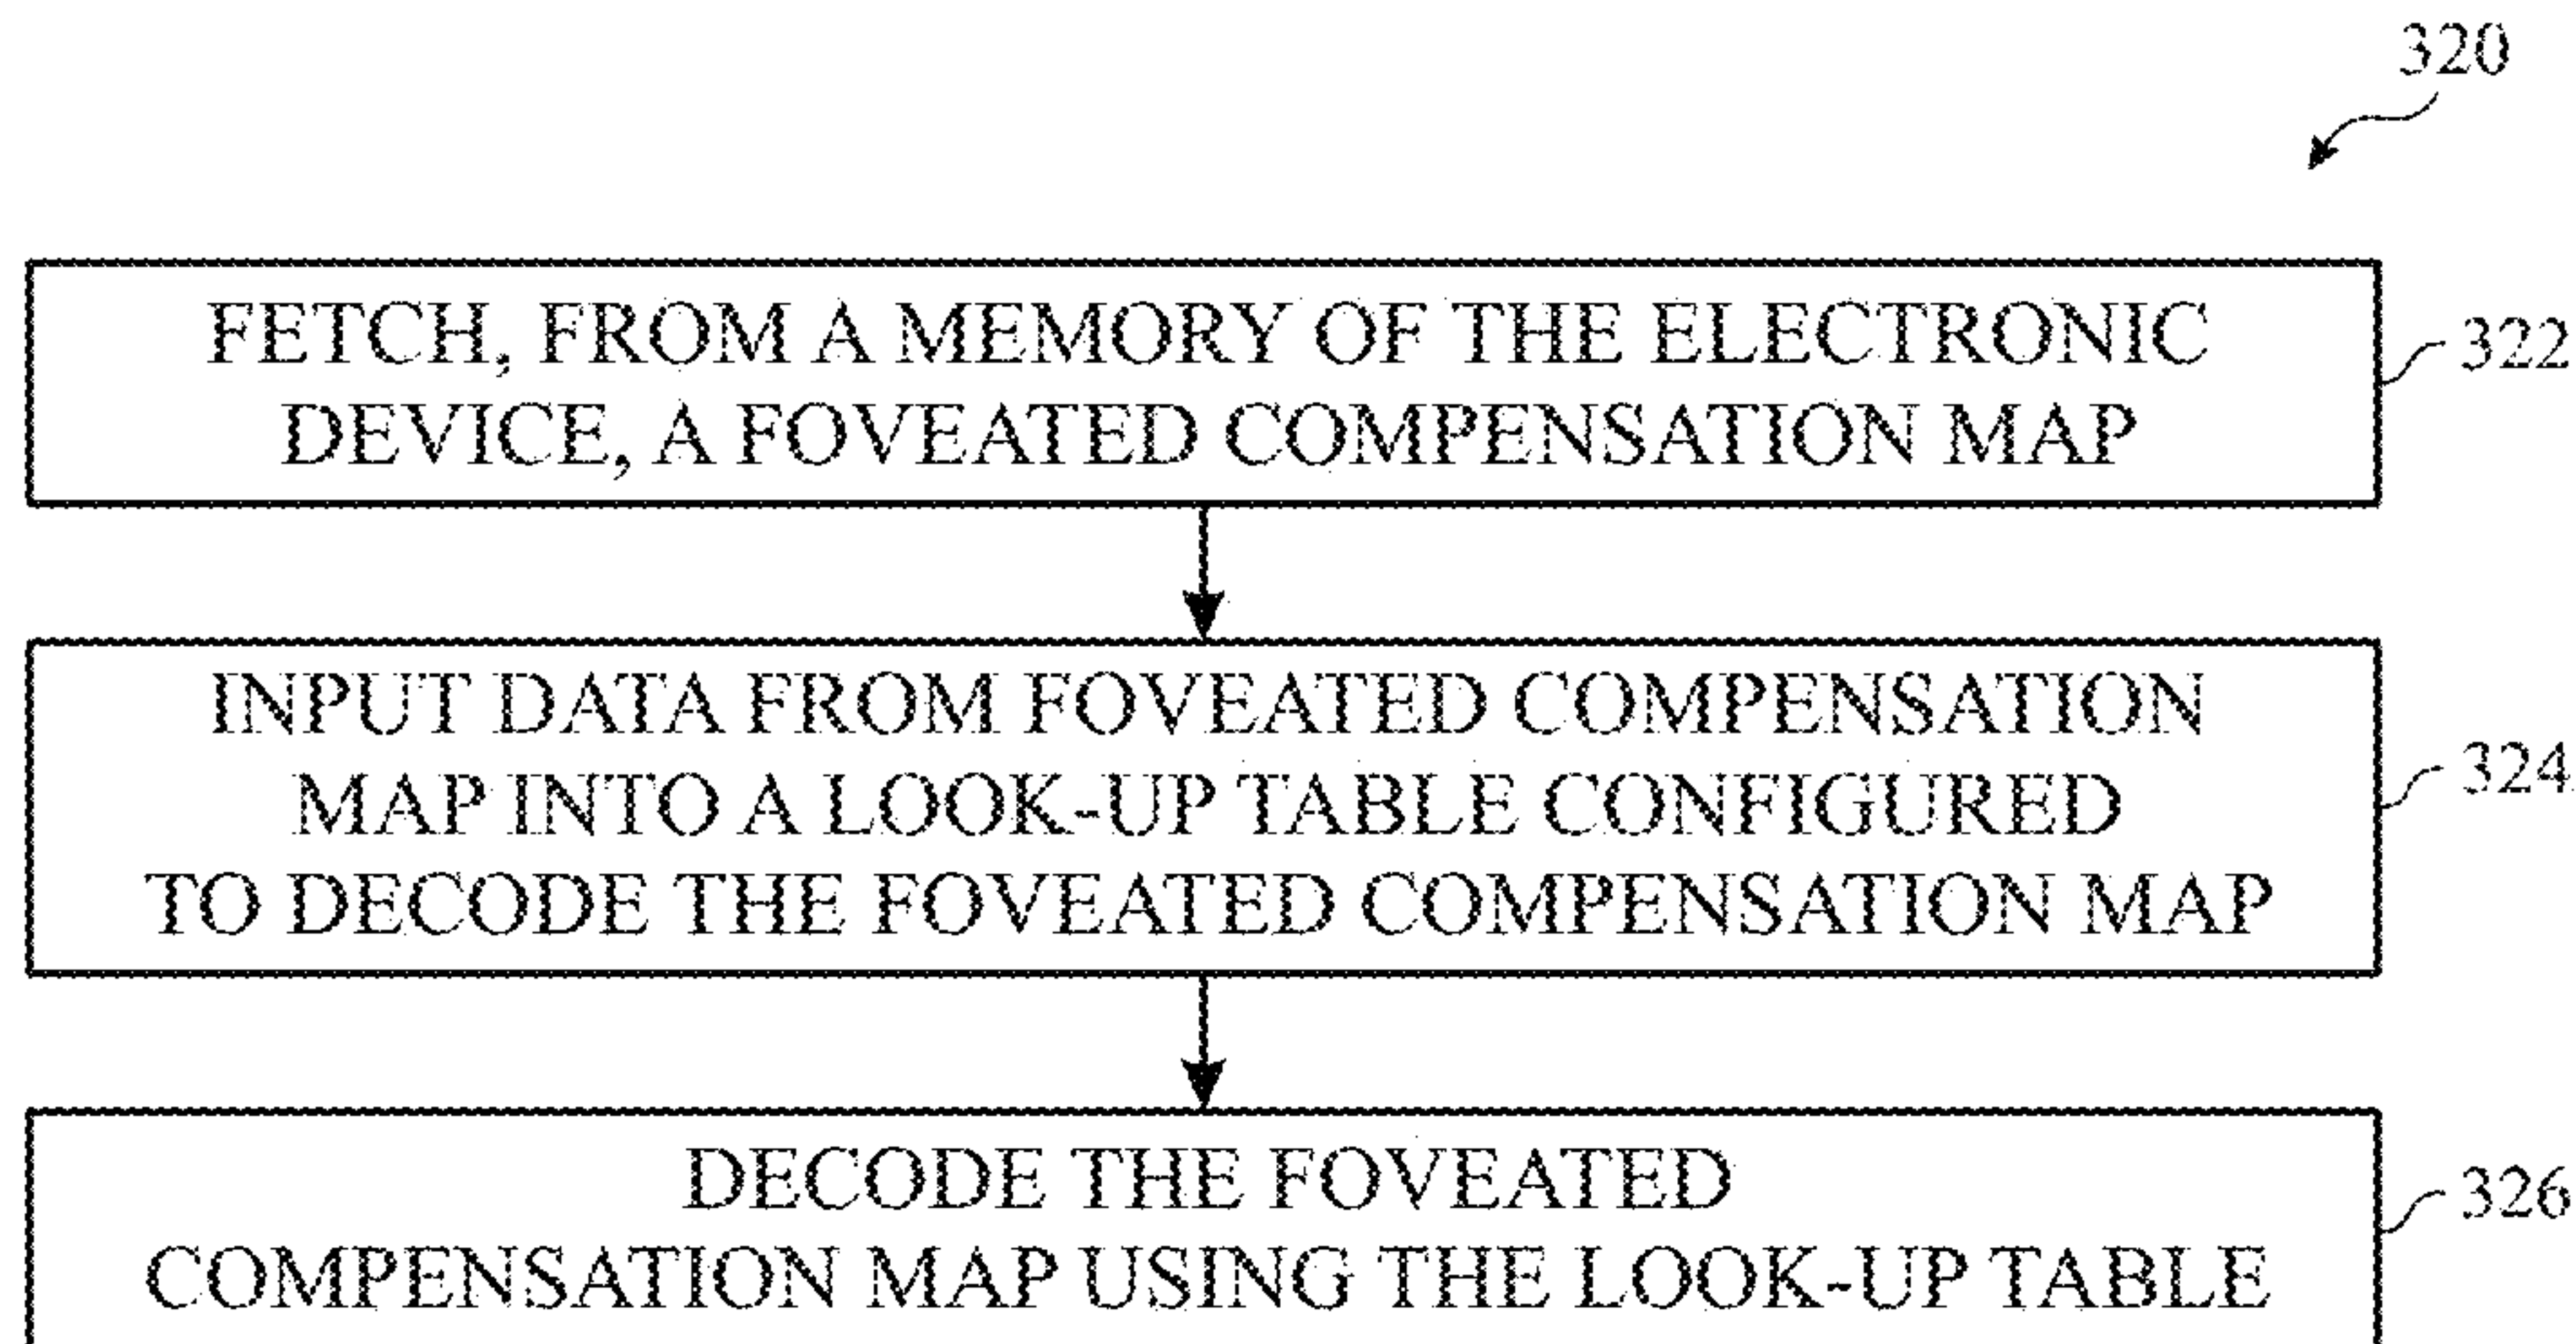 320
FETCH, FROM A MEMORY OF THE ELECTRONIC
DEVICE, A FOVEATED COMPENSATION MAP
322
INPUT DATA FROM FOVEATED COMPENSATION
MAP INTO A LOOK-UP TABLE CONFIGURED
TO DECODE THE FOVEATED COMPENSATION MAP
324
DECODE THE FOVEATED
COMPENSATION MAP USING THE LOOK-UP TABLE
326